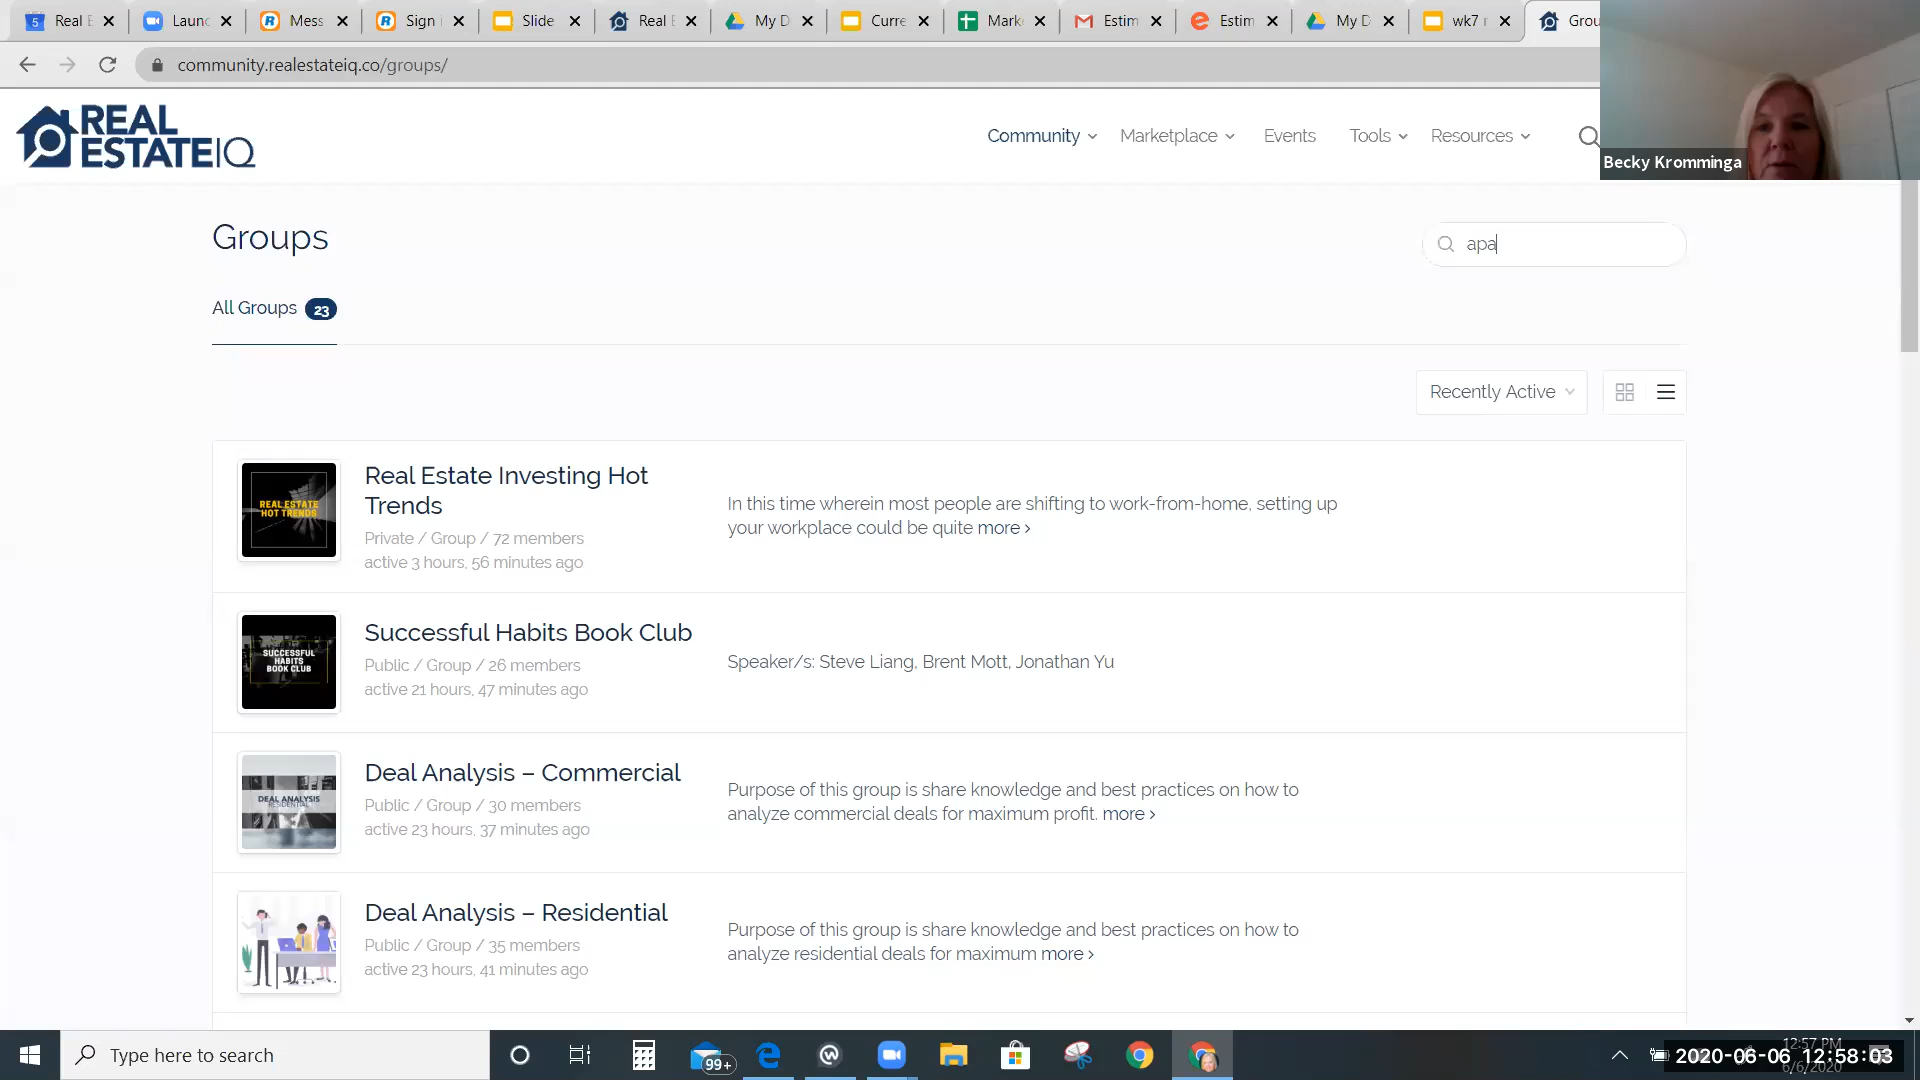 Real E
Laun
Mess
Sign
Slide
Real E
My D
Curre
Mark
Estim
Estim
My D
wk7
Grou
community.realestateiq.co/groups/
REAL
ESTATEIQ
Community
Marketplace
Events
Tools
Resources
Becky Kromminga
Groups
apa
All Groups 23
Recently Active
REAL ESTATE
HOT TRENDS
Real Estate Investing Hot
Trends
Private / Group / 72 members
active 3 hours, 56 minutes ago
In this time wherein most people are shifting to work-from-home, setting up
your workplace could be quite more ›
SUCCESSFUL
HABITS
BOOK CLUB
Successful Habits Book Club
Public / Group / 26 members
active 21 hours, 47 minutes ago
Speaker/s: Steve Liang, Brent Mott, Jonathan Yu
DEAL ANALYSIS
RESIDENTIAL
Deal Analysis – Commercial
Public / Group / 30 members
active 23 hours, 37 minutes ago
Purpose of this group is share knowledge and best practices on how to
analyze commercial deals for maximum profit. more ›
Deal Analysis – Residential
Public / Group / 35 members
active 23 hours, 41 minutes ago
Purpose of this group is share knowledge and best practices on how to
analyze residential deals for maximum more ›
Type here to search
99+
12:57 PM
2020-06-06 12:58:03
6/6/2020